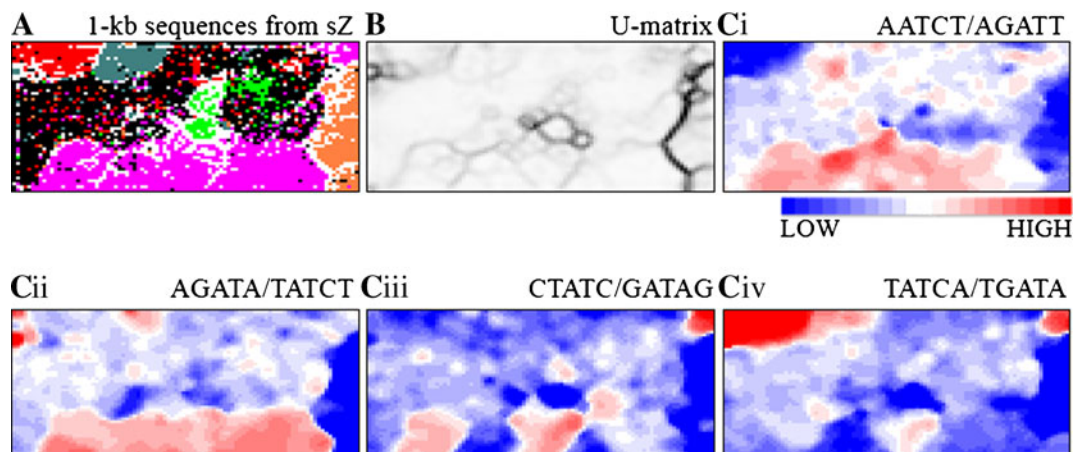 A 1-kb sequences from sZ
B U-matrix
Ci AATCT/AGATT
LOW HIGH
Cii AGATA/TATCT
Ciii CTATC/GATAG
Civ TATCA/TGATA